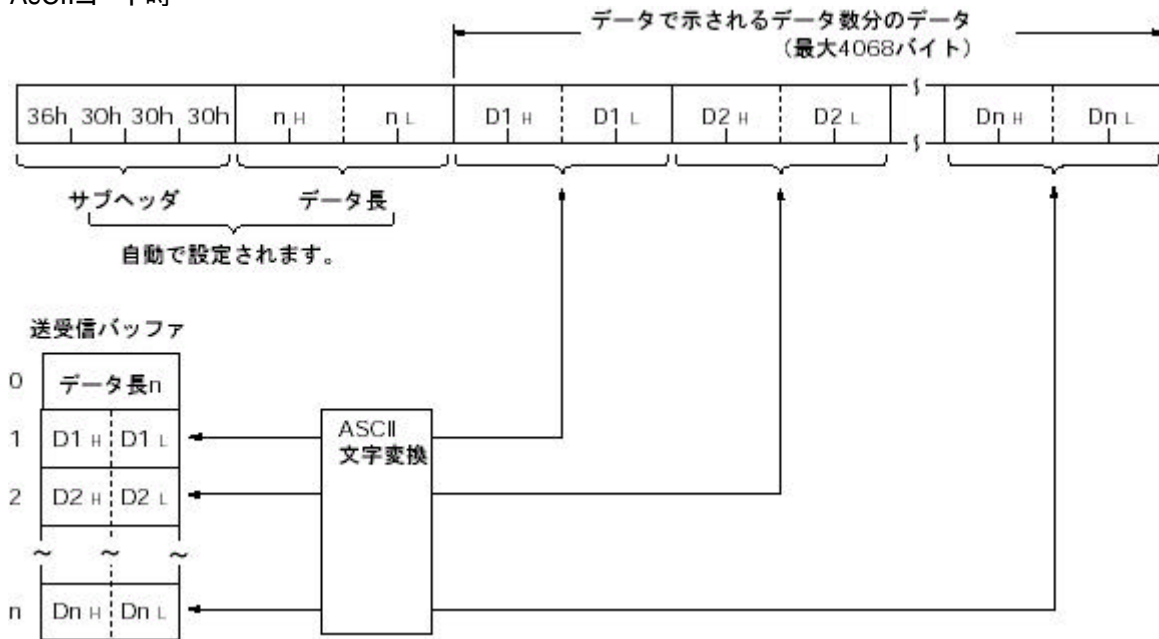 ASCIIコード時
データで示されるデータ数分のデータ
(最大4068バイト)
36h 30h 30h 30h nH nL D1H D1L D2H D2L DnH DnL
サブヘッダ データ長
自動で設定されます。
送受信バッファ
0 データ長n
1 D1H D1L
ASCII
文字変換
2 D2H D2L
n DnH DnL